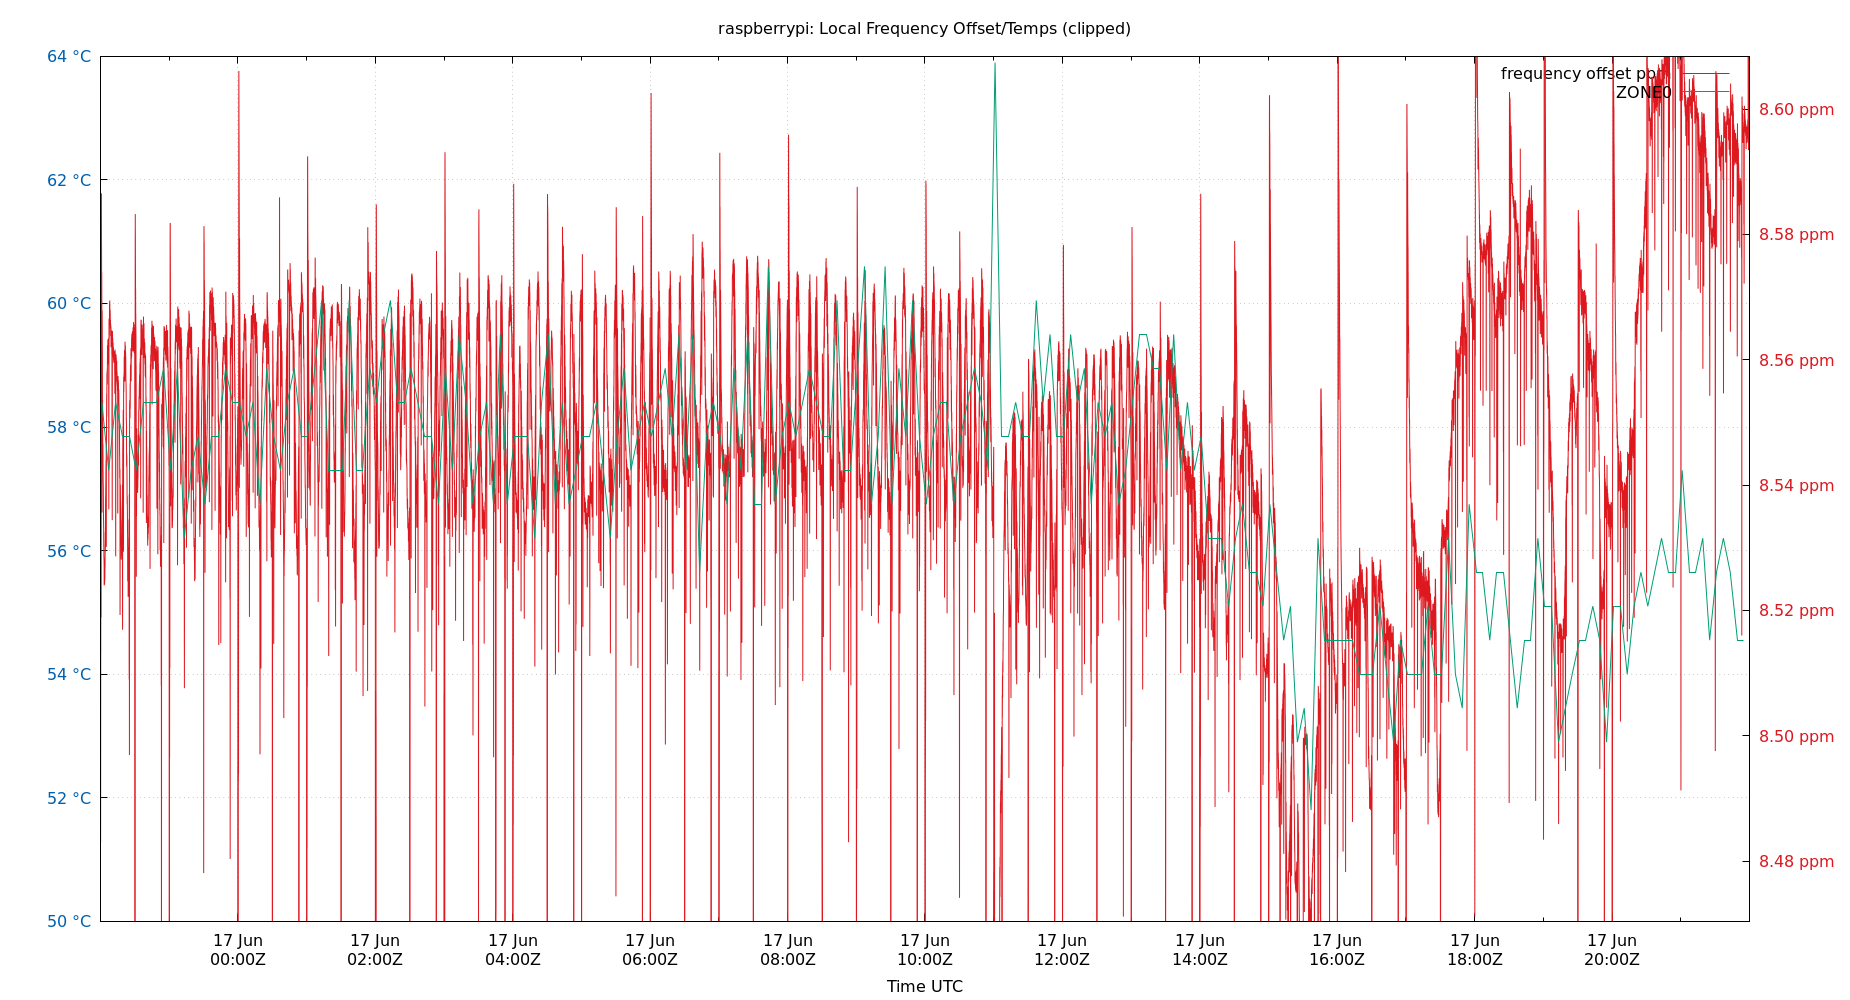 raspberrypi: Local Frequency Offset/Temps (clipped)
64 °C
62 °C
60 °C
58 °C
56 °C
54 °C
52 °C
50 °C
frequency offset pp
ZONE0
8.60 ppm
8.58 ppm
8.56 ppm
8.54 ppm
8.52 ppm
8.50 ppm
8.48 ppm
17 Jun 17 Jun 17 Jun 17 Jun 17 Jun 17 Jun 17 Jun 17 Jun 17 Jun 17 Jun 17 Jun
00:00Z 02:00Z 04:00Z 06:00Z 08:00Z 10:00Z 12:00Z 14:00Z 16:00Z 18:00Z 20:00Z
Time UTC